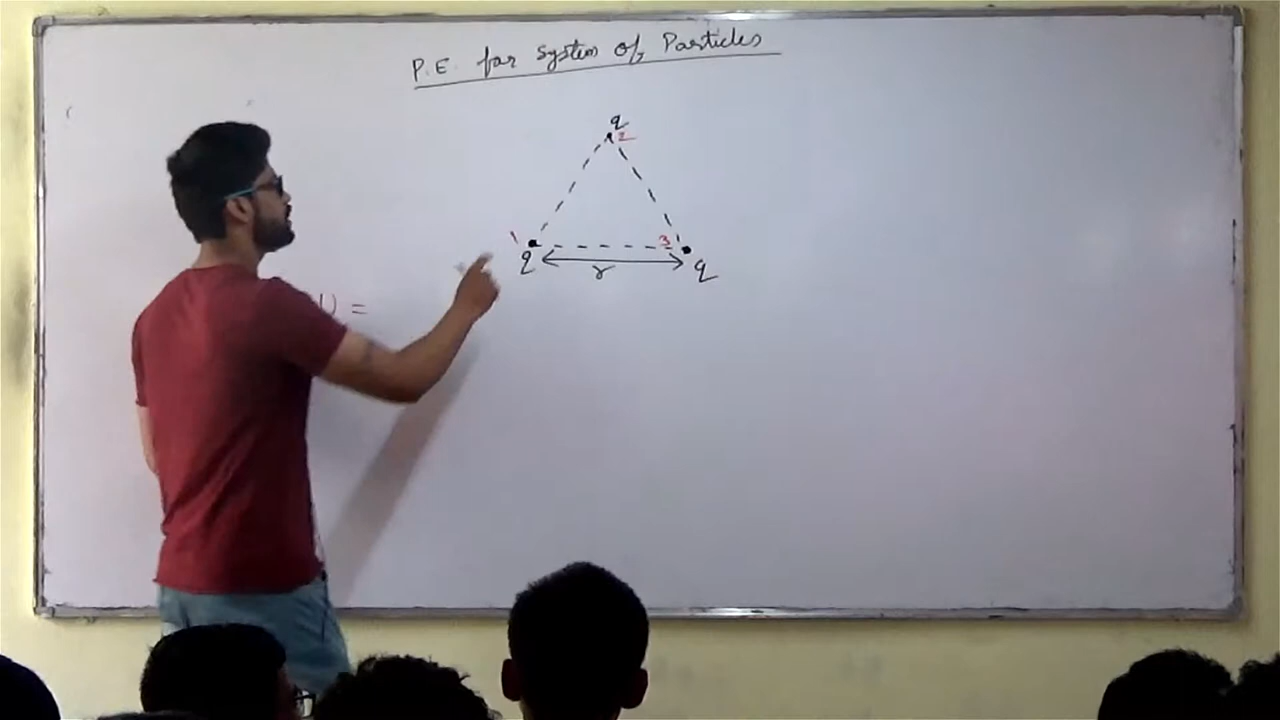 P.E. for System of Particles
q
2
1
3
q
r
q
U =